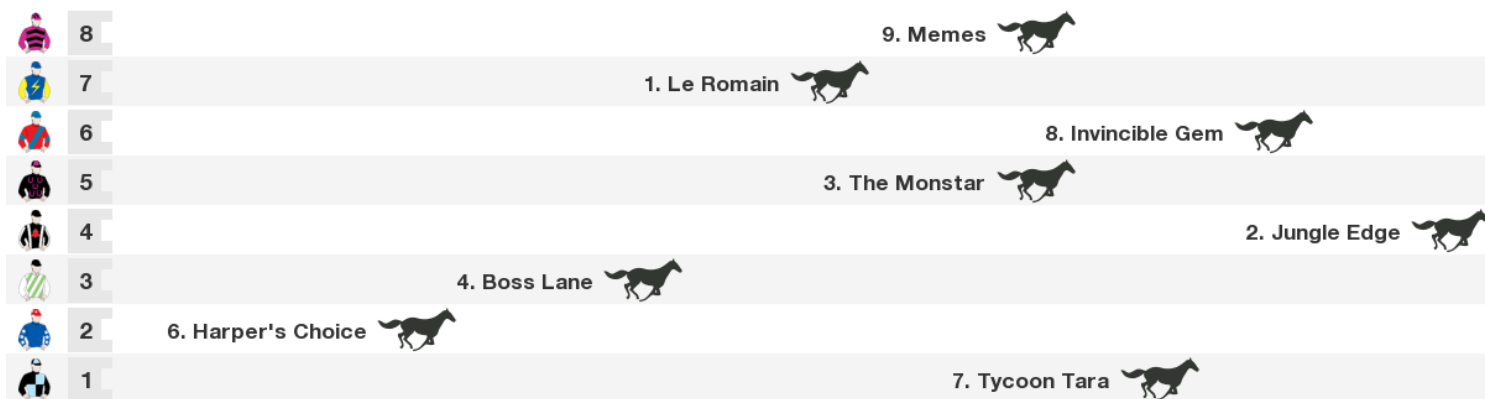 8 9. Memes
7 1. Le Romain
6 8. Invincible Gem
5 3. The Monstar
4 2. Jungle Edge
3 4. Boss Lane
2 6. Harper's Choice
1 7. Tycoon Tara